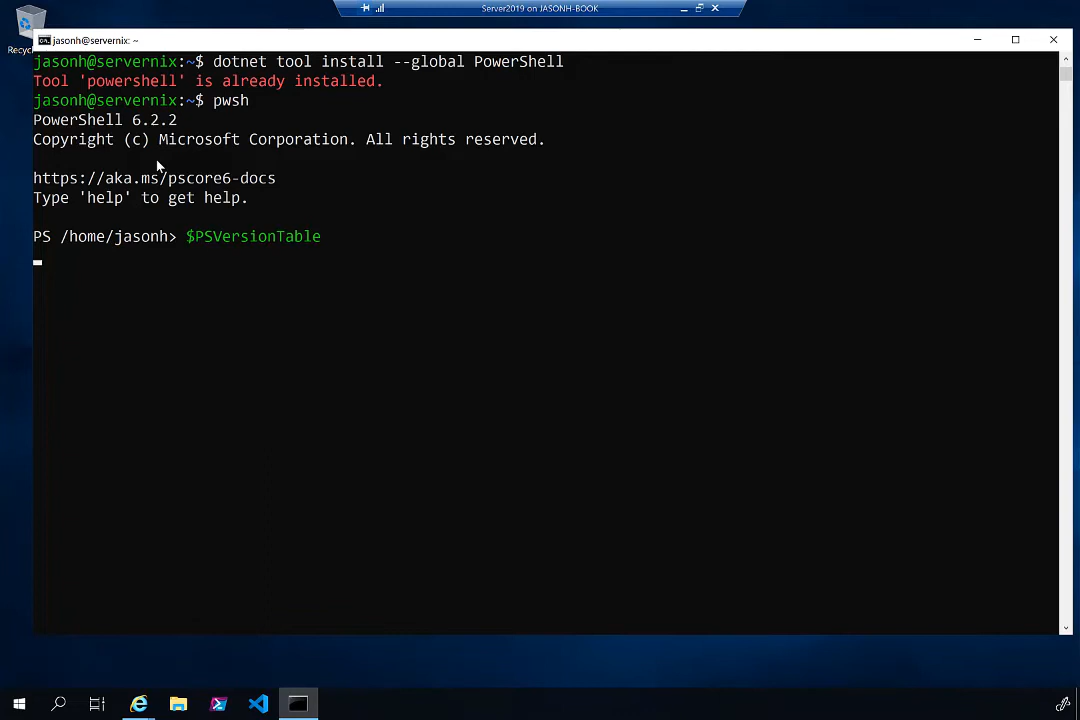 Server2019 on JASONH-BOOK
Recyc
jasonh@servernix: ~
jasonh@servernix:~$ dotnet tool install --global PowerShell
Tool 'powershell' is already installed.
jasonh@servernix:~$ pwsh
PowerShell 6.2.2
Copyright (c) Microsoft Corporation. All rights reserved.
https://aka.ms/pscore6-docs
Type 'help' to get help.
PS /home/jasonh> $PSVersionTable